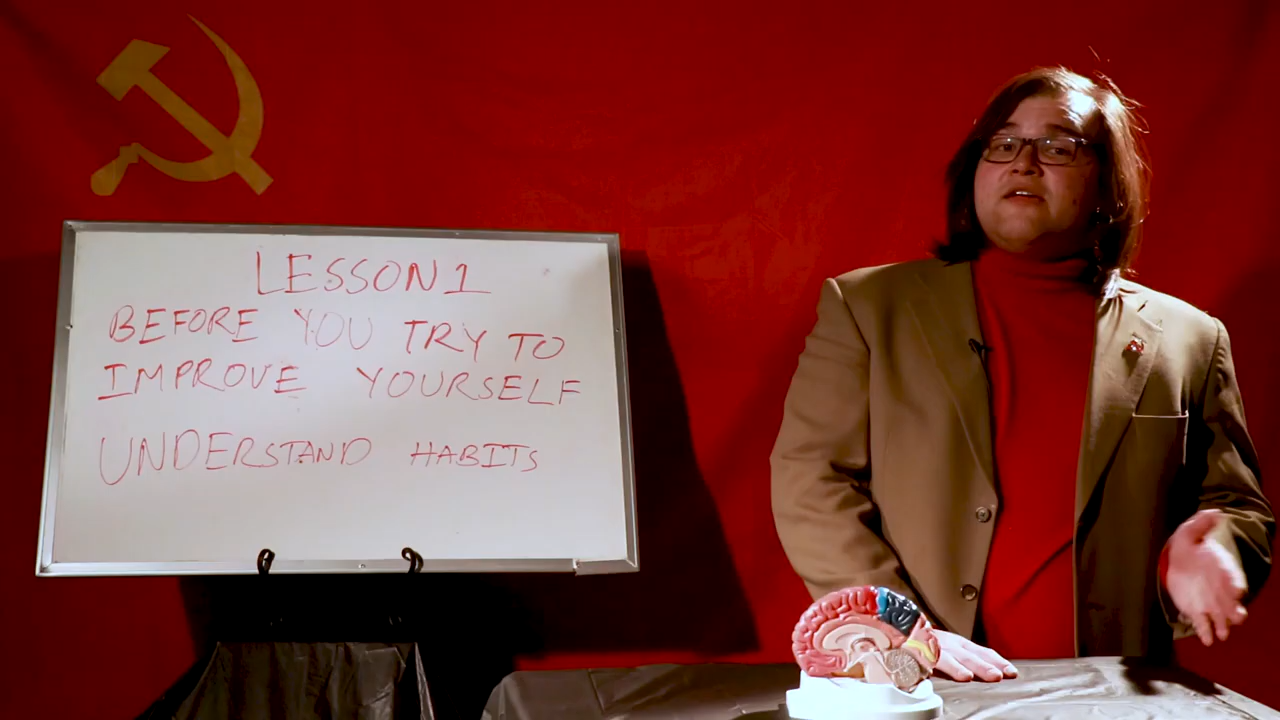 LESSON 1
BEFORE YOU TRY TO
IMPROVE YOURSELF
UNDERSTAND HABITS